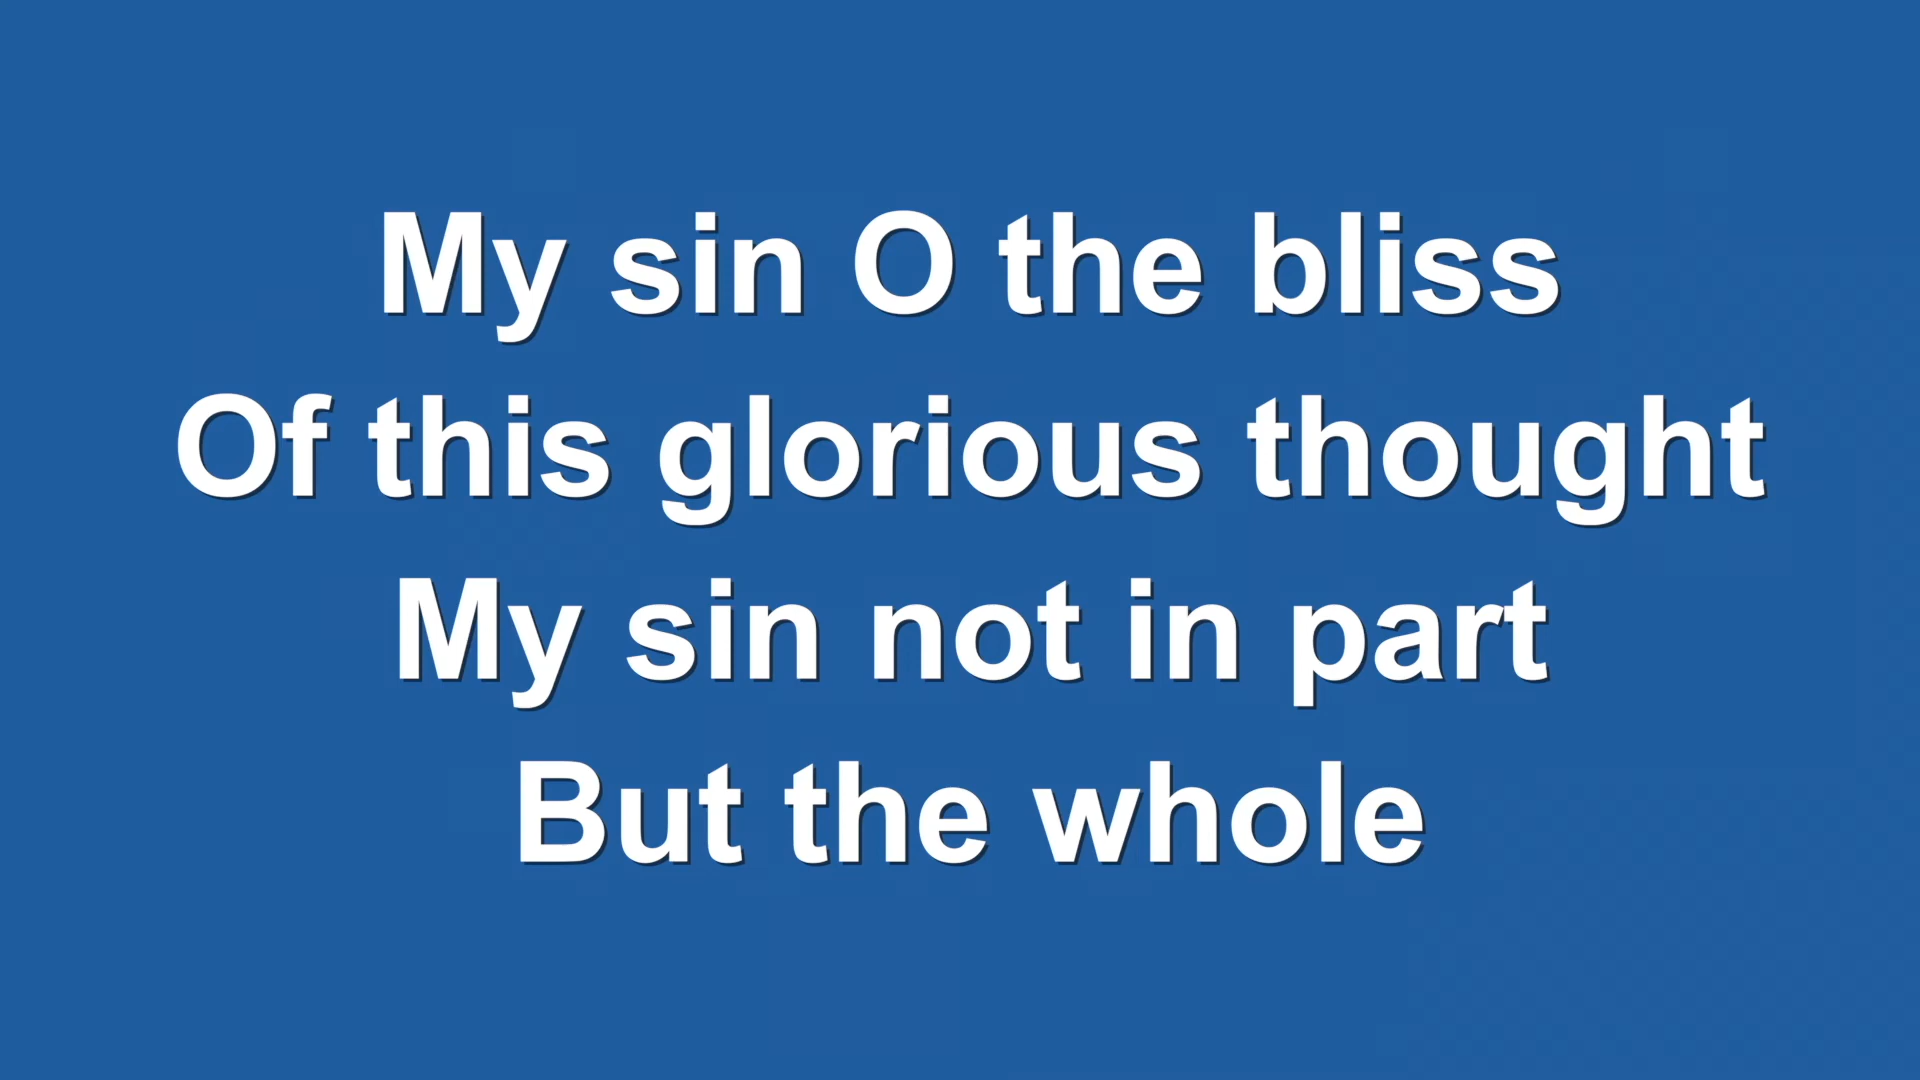 My sin O the bliss
Of this glorious thought
My sin not in part
But the whole